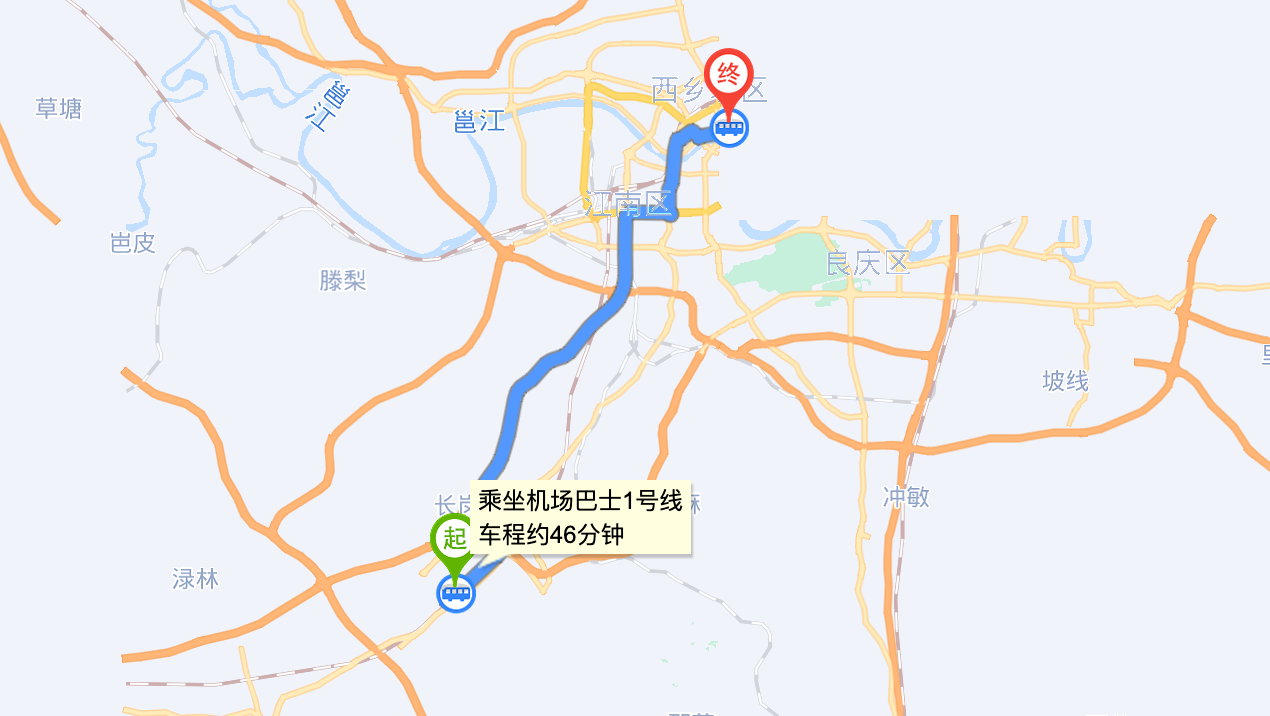 终
西乡
区
草塘
邕江
邕江
江南区
岜皮
滕梨
良庆区
坡线
长岗
乘坐机场巴士1号线
车程约46分钟
冲敏
起
渌林